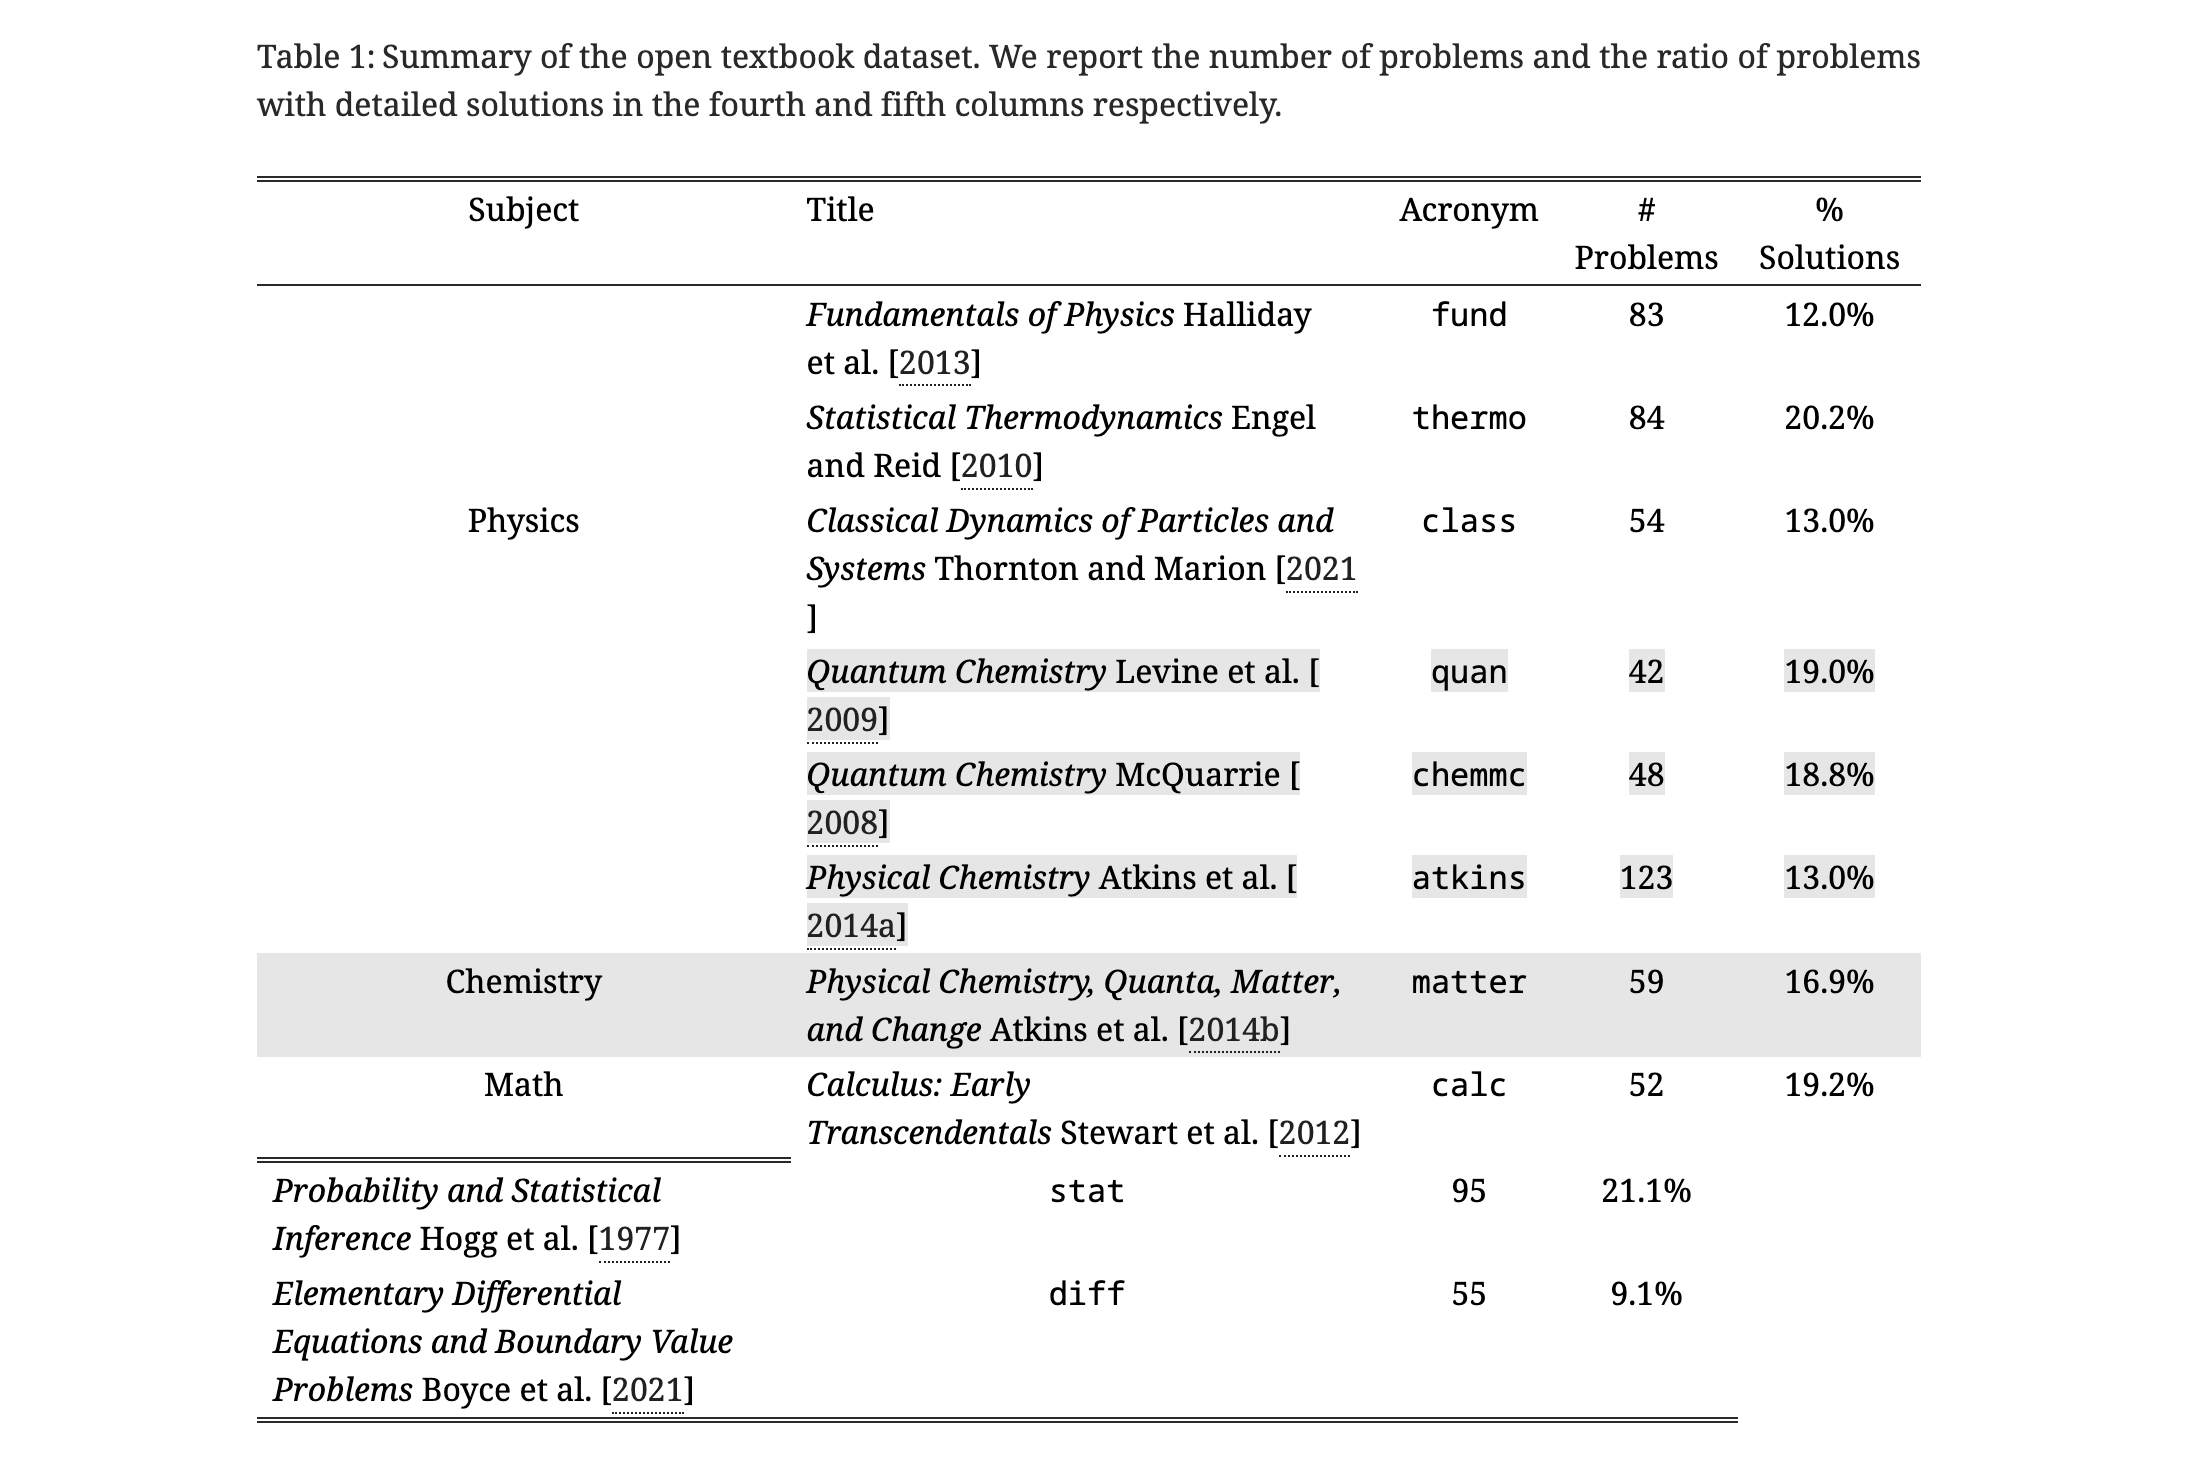 Table 1: Summary of the open textbook dataset. We report the number of problems and the ratio of problems
with detailed solutions in the fourth and fifth columns respectively.
Subject Title Acronym # %
Problems Solutions
Fundamentals of Physics Halliday fund 83 12.0%
et al. [2013]
Statistical Thermodynamics Engel thermo 84 20.2%
and Reid [2010]
Physics Classical Dynamics of Particles and class 54 13.0%
Systems Thornton and Marion [2021
]
Quantum Chemistry Levine et al. [ quan 42 19.0%
2009]
Quantum Chemistry McQuarrie [ chemmc 48 18.8%
2008]
Physical Chemistry Atkins et al. [ atkins 123 13.0%
2014a]
Chemistry Physical Chemistry, Quanta, Matter, matter 59 16.9%
and Change Atkins et al. [2014b]
Math Calculus: Early calc 52 19.2%
Transcendentals Stewart et al. [2012]
Probability and Statistical stat 95 21.1%
Inference Hogg et al. [1977]
Elementary Differential diff 55 9.1%
Equations and Boundary Value
Problems Boyce et al. [2021]